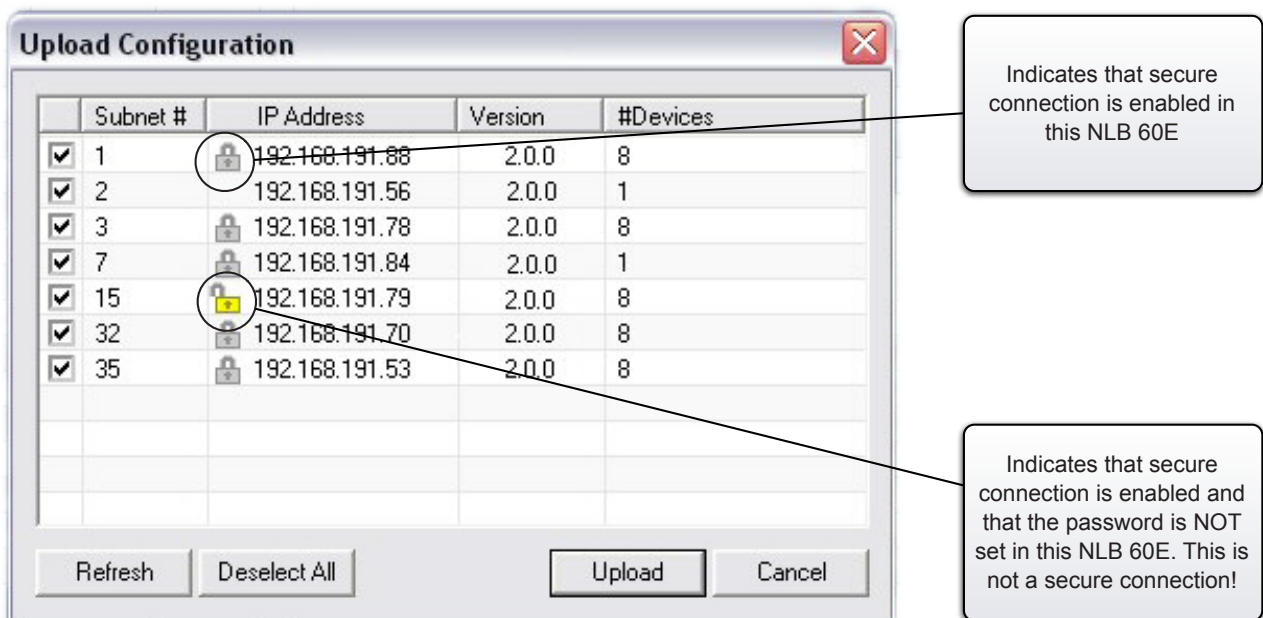 Upload Configuration
Subnet # IP Address Version #Devices
1 192.168.191.88 2.0.0 8
2 192.168.191.56 2.0.0 1
3 192.168.191.78 2.0.0 8
7 192.168.191.84 2.0.0 1
15 192.168.191.79 2.0.0 8
32 192.168.191.70 2.0.0 8
35 192.168.191.53 2.0.0 8
Refresh Deselect All Upload Cancel
Indicates that secure
connection is enabled in
this NLB 60E
Indicates that secure
connection is enabled and
that the password is NOT
set in this NLB 60E. This is
not a secure connection!